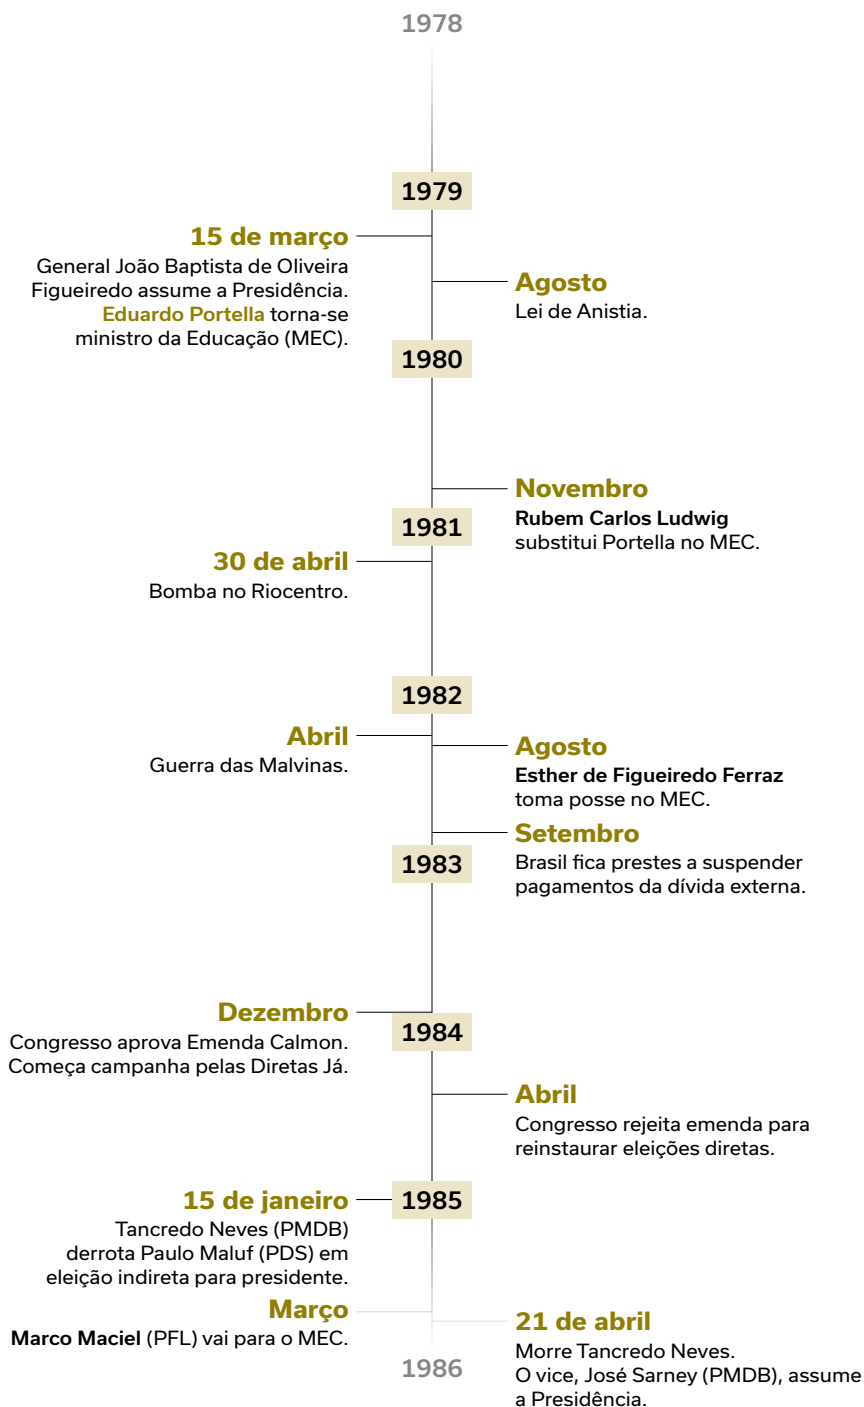 1978
1979
15 de março
General João Baptista de Oliveira
Figueiredo assume a Presidência.
Eduardo Portella torna-se
ministro da Educação (MEC).
Agosto
Lei de Anistia.
1980
Novembro
Rubem Carlos Ludwig
substitui Portella no MEC.
1981
30 de abril
Bomba no Riocentro.
1982
Abril
Guerra das Malvinas.
Agosto
Esther de Figueiredo Ferraz
toma posse no MEC.
Setembro
Brasil fica prestes a suspender
pagamentos da dívida externa.
1983
Dezembro
Congresso aprova Emenda Calmon.
Começa campanha pelas Diretas Já.
1984
Abril
Congresso rejeita emenda para
reinstaurar eleições diretas.
15 de janeiro
1985
Tancredo Neves (PMDB)
derrota Paulo Maluf (PDS) em
eleição indireta para presidente.
Março
Marco Maciel (PFL) vai para o MEC.
21 de abril
Morre Tancredo Neves.
O vice, José Sarney (PMDB), assume
a Presidência.
1986